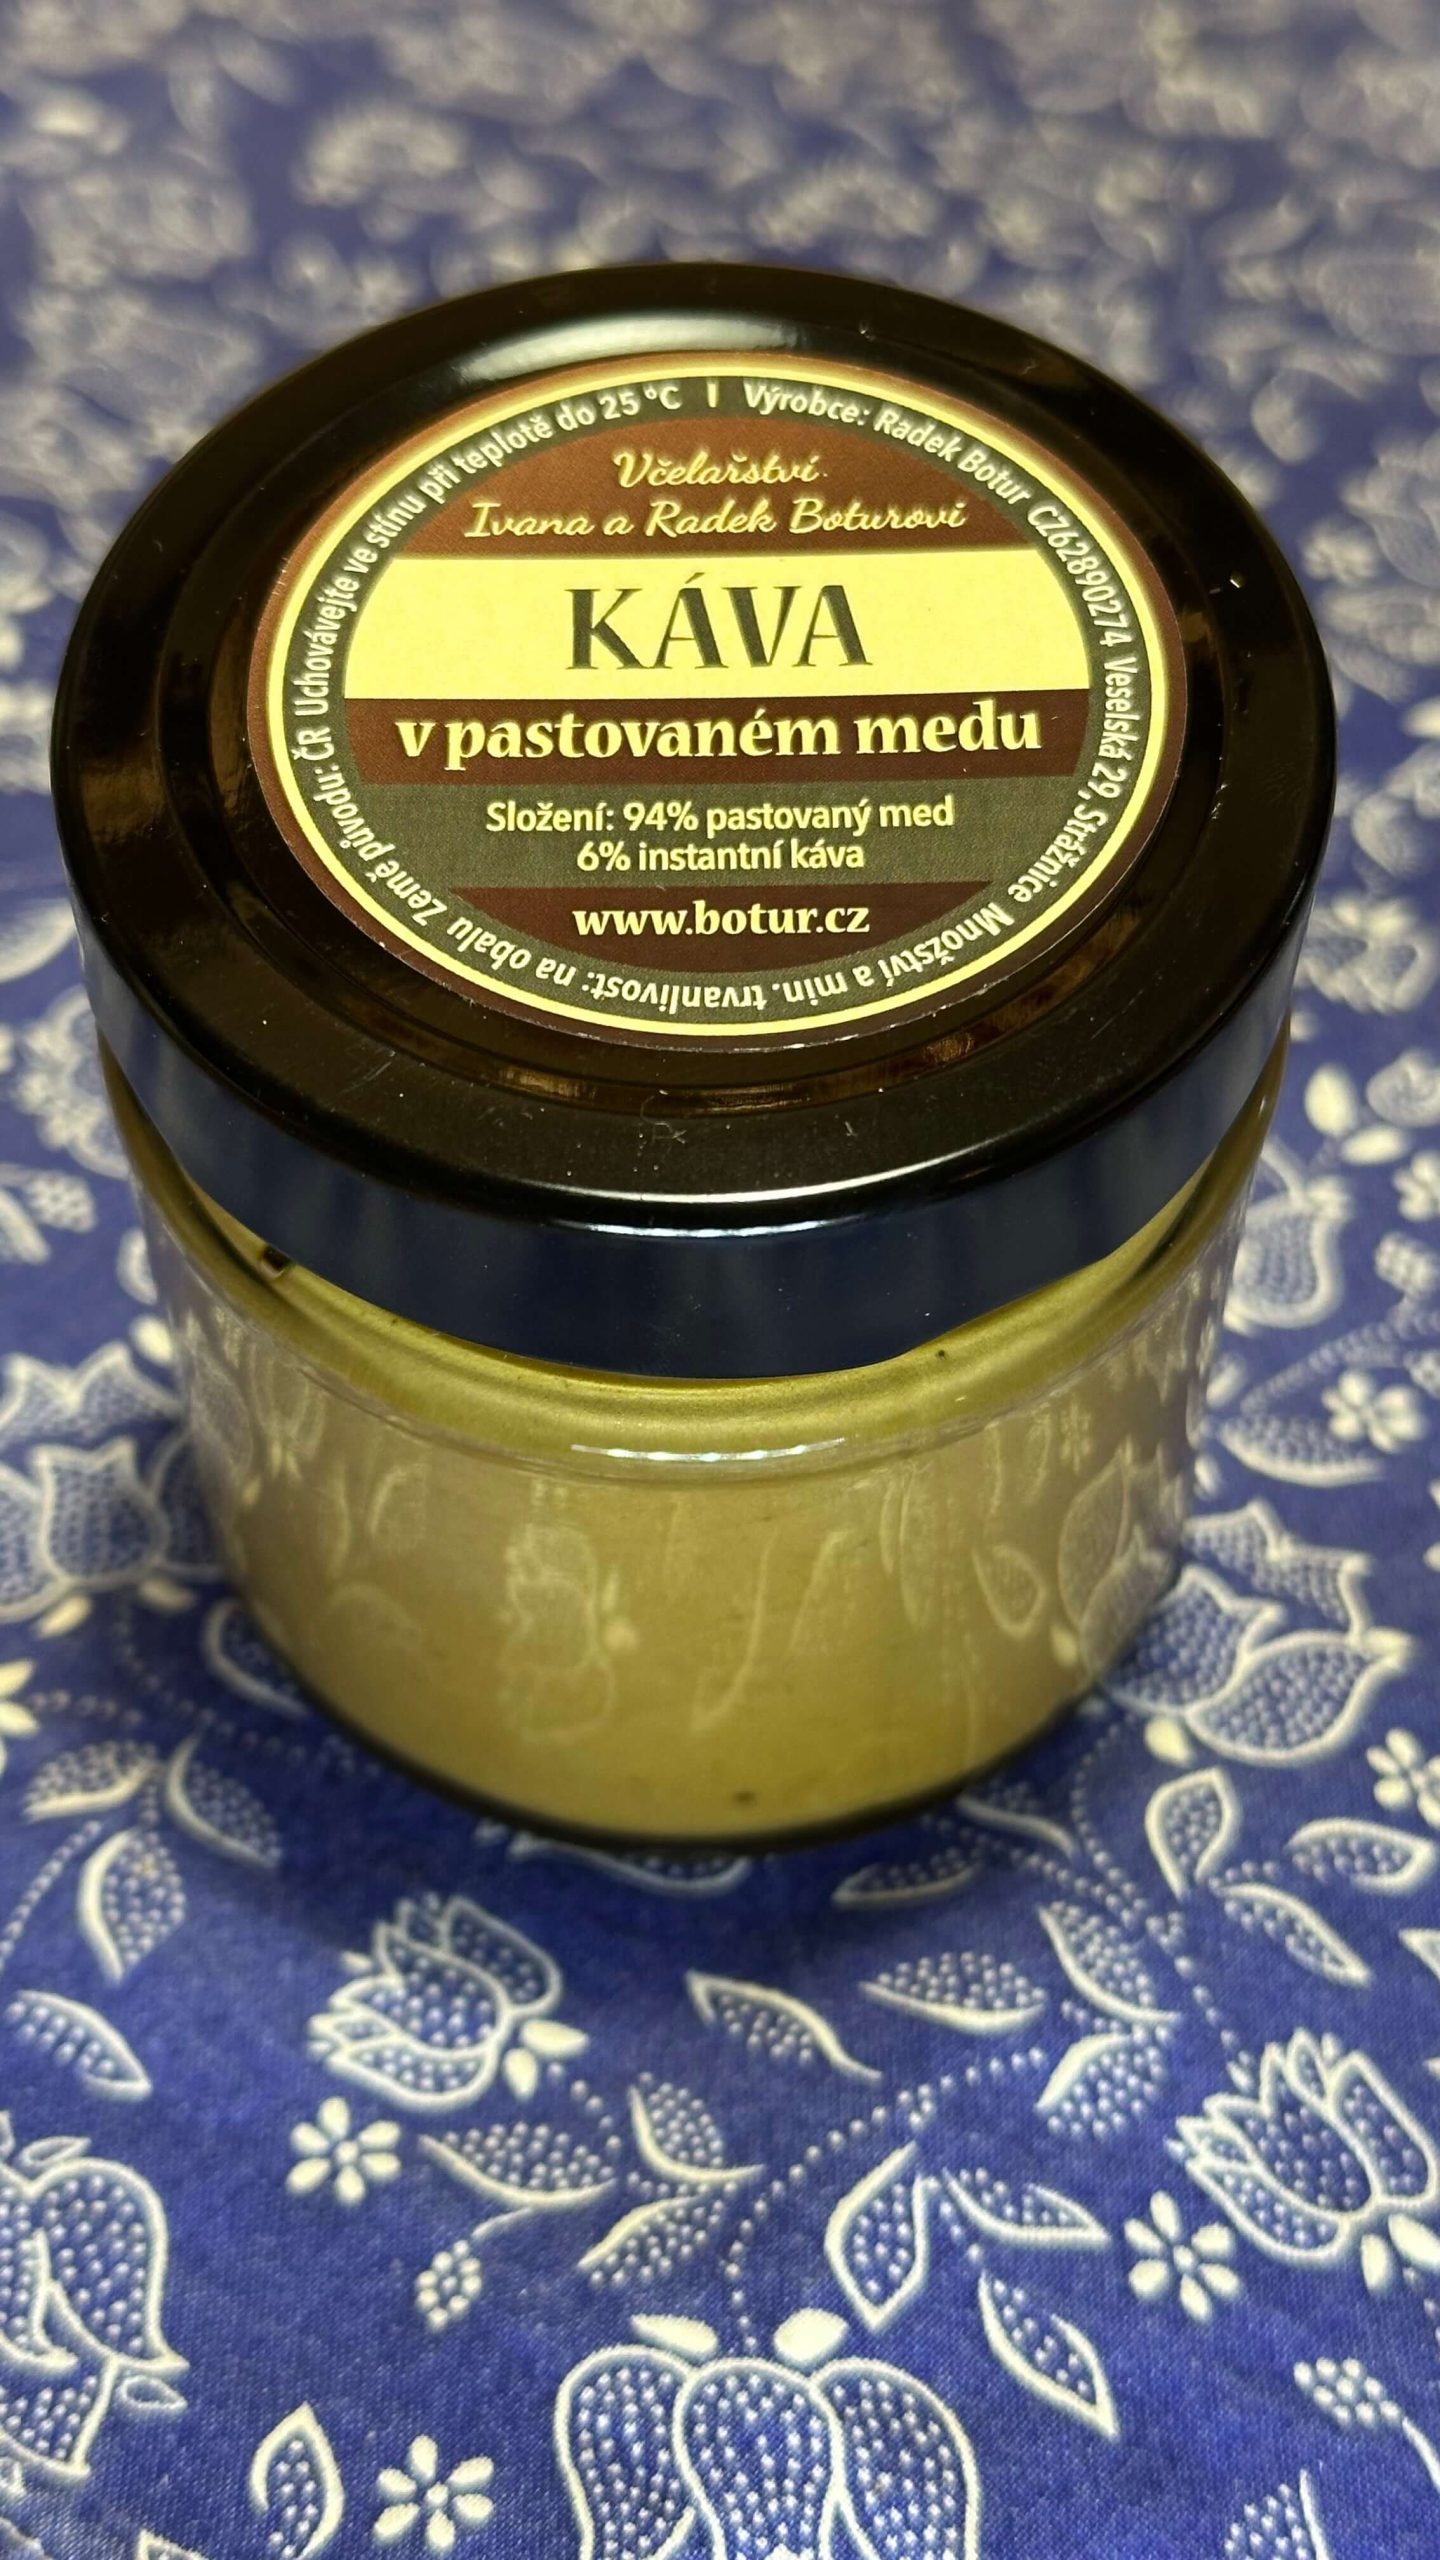 Včelařství
Ivana a Radek Boturovi
KÁVA
v pastovaném medu
Složení: 94% pastovaný med
6% instantní káva
www.botur.cz
Výrobce: Radek Botur CZ62890274 Veselská 29, Strážnice Množství a min. trvanlivost: na obalu Země původu: ČR Uchovávejte ve stínu při teplotě do 25 °C